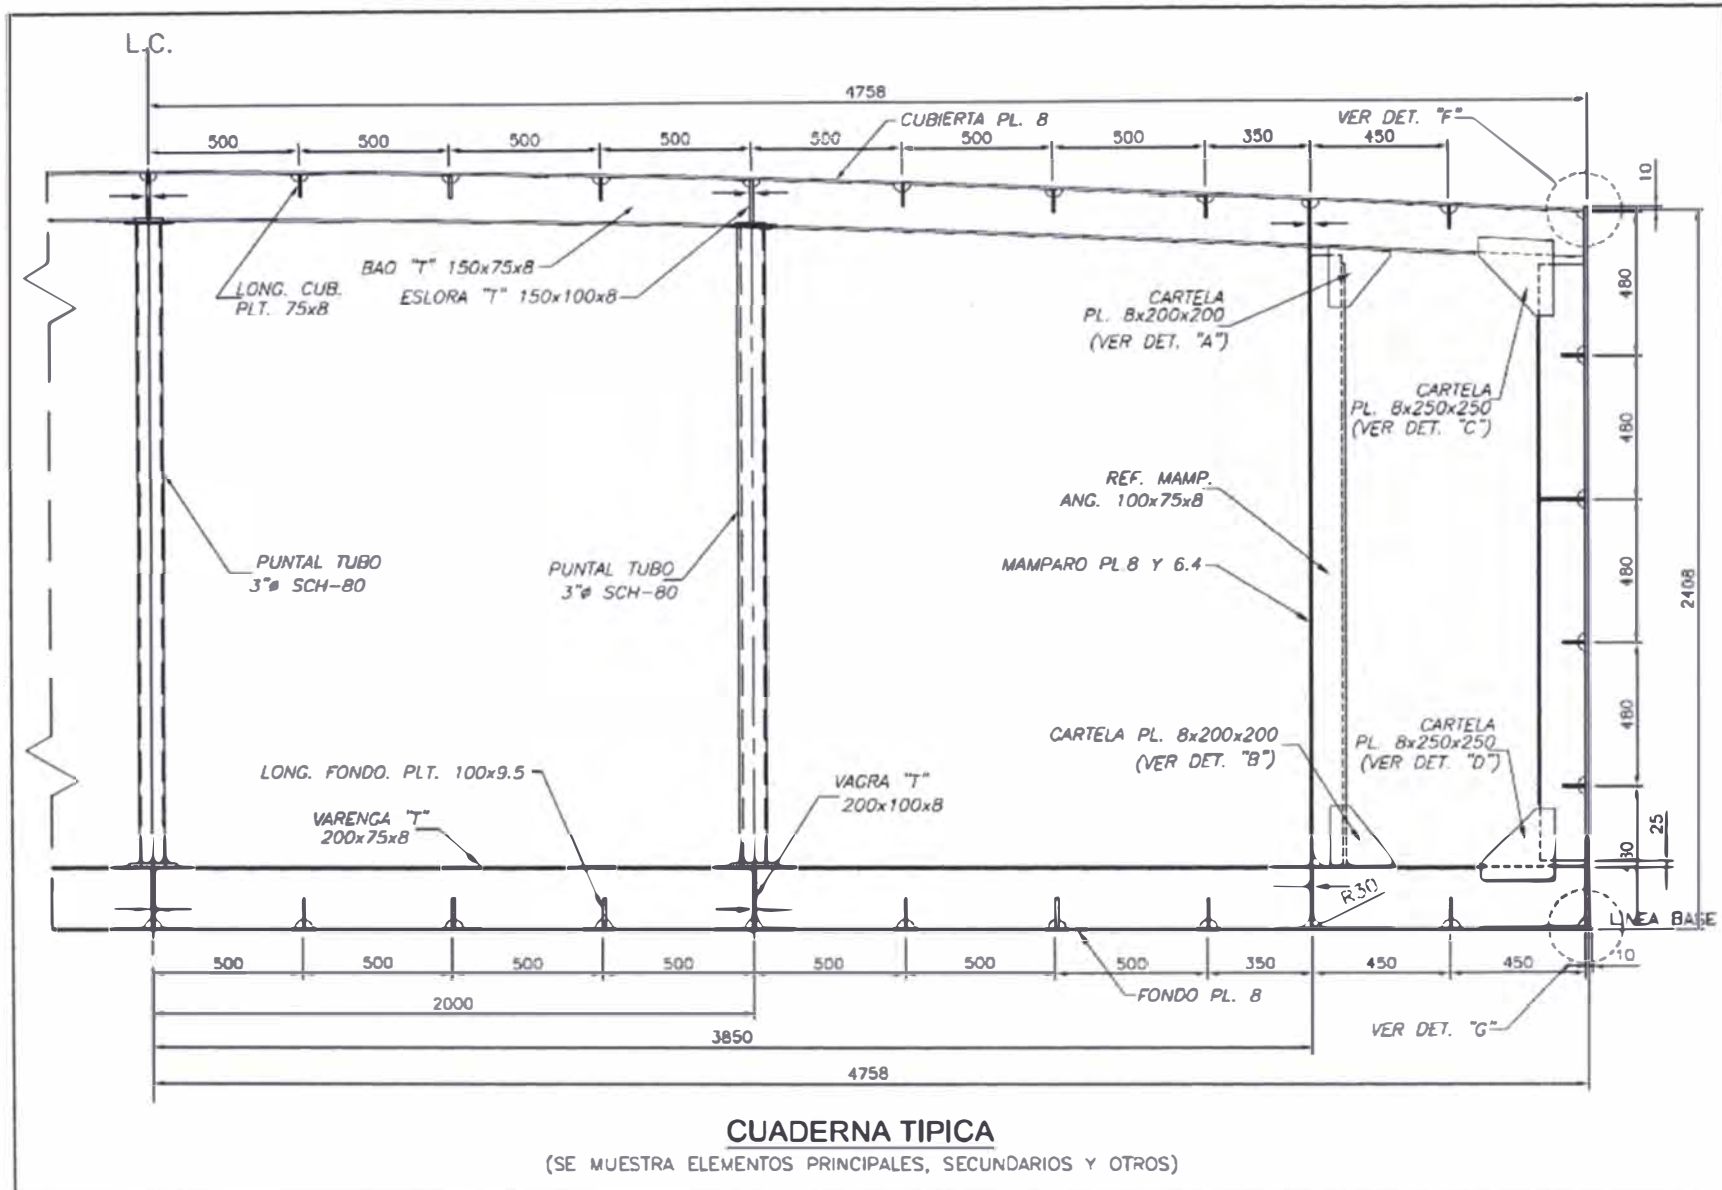 L.C.
4758
CUBIERTA PL. 8
VER DET. "F"
500 500 500 500 500 500 500 350 450
10
BAO "T" 150x75x8
ESLORA "T" 150x100x8
LONG. CUB.
PLT. 75x8
CARTELA
PL. 8x200x200
(VER DET. "A")
480
CARTELA
PL. 8x250x250
(VER DET. "C")
480
REF. MAMP.
ANG. 100x75x8
PUNTAL TUBO
3"ø SCH-80
PUNTAL TUBO
3"ø SCH-80
MAMPARO PL.8 Y 6.4
480
2408
CARTELA PL. 8x200x200
(VER DET. "B")
CARTELA
PL. 8x250x250
(VER DET. "D")
480
LONG. FONDO. PLT. 100x9.5
VAGRA "T"
200x100x8
VARENGA "T"
200x75x8
25
R30
LINEA BASE
500 500 500 500 500 500 500 350 450 450 10
FONDO PL. 8
2000
VER DET. "G"
3850
4758
CUADERNA TIPICA
(SE MUESTRA ELEMENTOS PRINCIPALES, SECUNDARIOS Y OTROS)